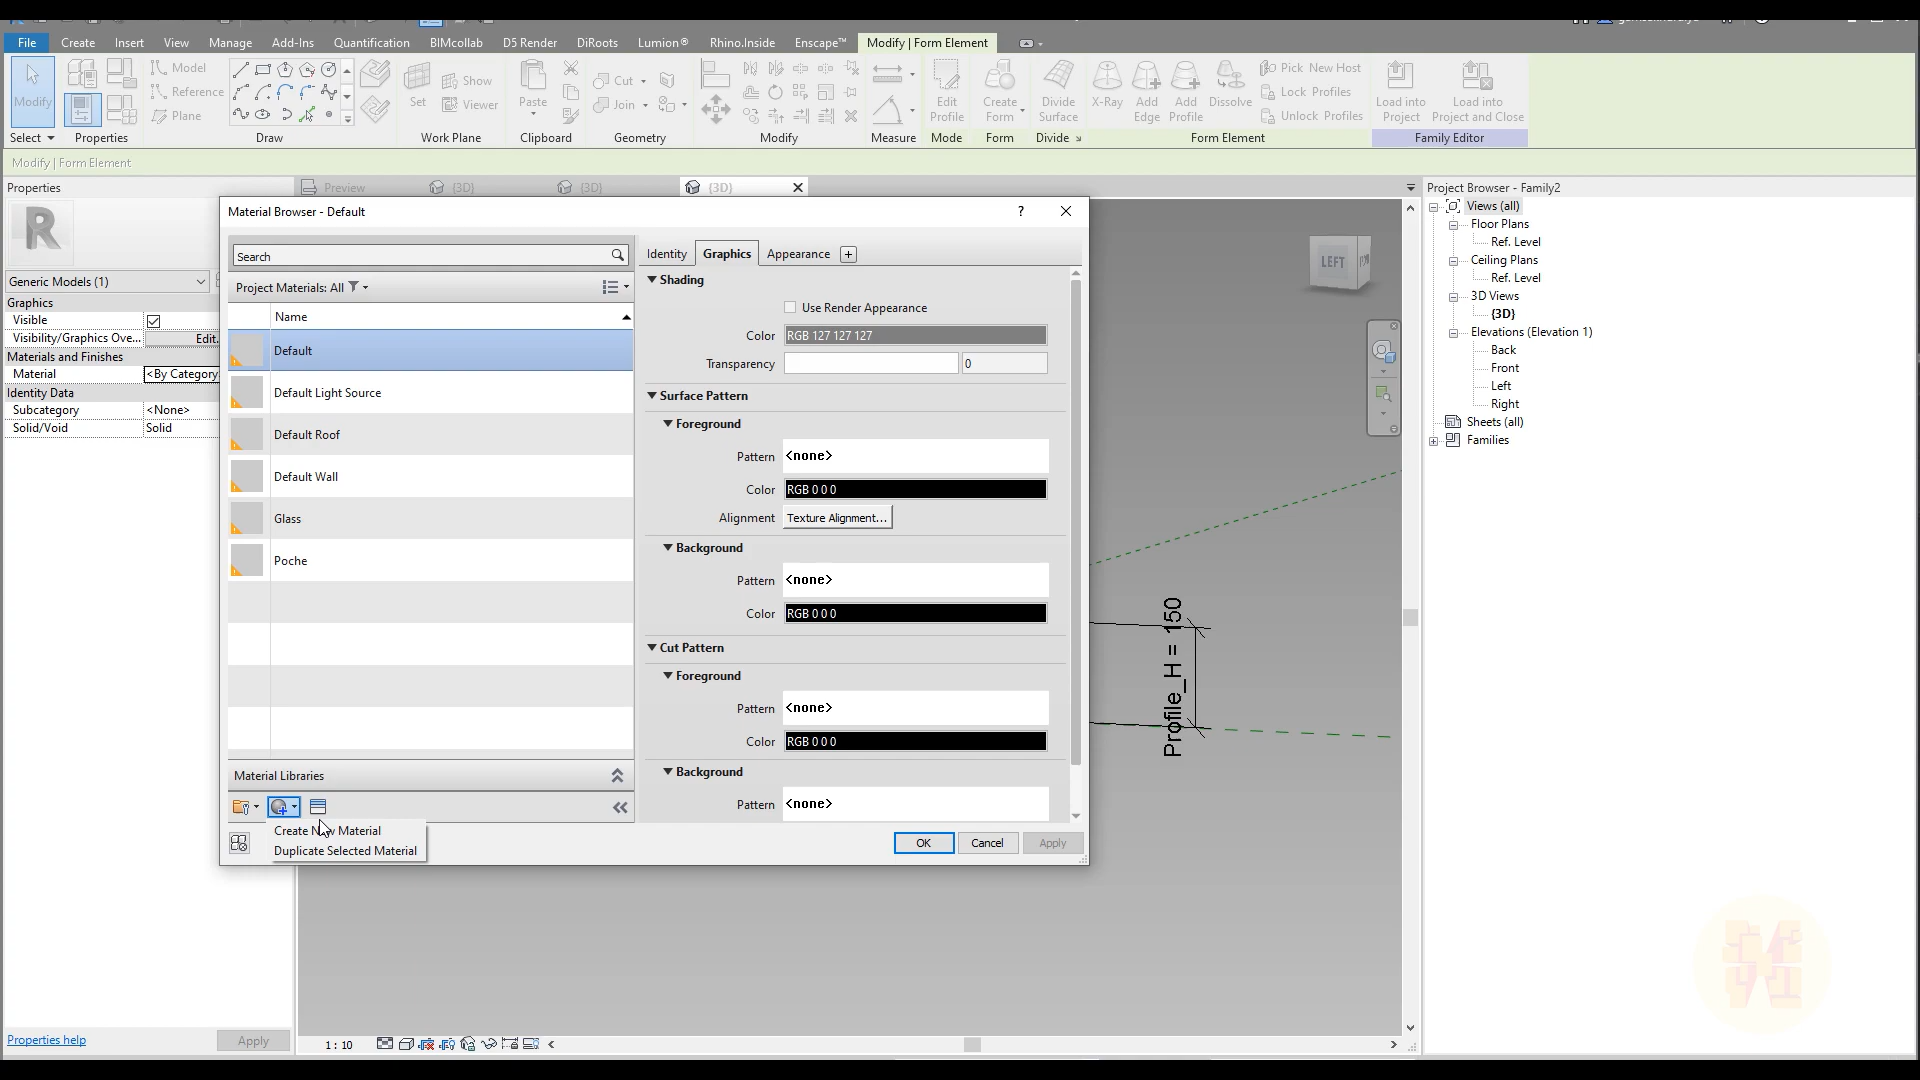 File Create Insert View Manage Add-Ins Quantification BIMcollab D5 Render DiRoots Lumion® Rhino.Inside Enscape™ Modify | Form Element
Modify
Select
Properties
Model
Reference
Plane
Draw
Set
Show
Viewer
Work Plane
Paste
Clipboard
Cut
Join
Geometry
Modify
Measure
Edit
Profile
Mode
Create
Form
Form
Divide
Surface
Divide
X-Ray
Add
Edge
Add
Profile
Dissolve
Pick New Host
Lock Profiles
Unlock Profiles
Form Element
Load into
Project
Load into
Project and Close
Family Editor
Modify | Form Element
Properties
Preview
{3D}
{3D}
{3D}
R
Generic Models (1)
Graphics
Visible
Visibility/Graphics Ove... Edit.
Materials and Finishes
Material <By Category
Identity Data
Subcategory <None>
Solid/Void Solid
Properties help
Apply
Material Browser - Default
?
Search
Project Materials: All
Name
Default
Default Light Source
Default Roof
Default Wall
Glass
Poche
Material Libraries
Create New Material
Duplicate Selected Material
Identity Graphics Appearance
Shading
Use Render Appearance
Color RGB 127 127 127
Transparency 0
Surface Pattern
Foreground
Pattern <none>
Color RGB 0 0 0
Alignment Texture Alignment...
Background
Pattern <none>
Color RGB 0 0 0
Cut Pattern
Foreground
Pattern <none>
Color RGB 0 0 0
Background
Pattern <none>
OK Cancel Apply
LEFT
Profile_H = 150
1 : 10
Project Browser - Family2
Views (all)
Floor Plans
Ref. Level
Ceiling Plans
Ref. Level
3D Views
{3D}
Elevations (Elevation 1)
Back
Front
Left
Right
Sheets (all)
Families